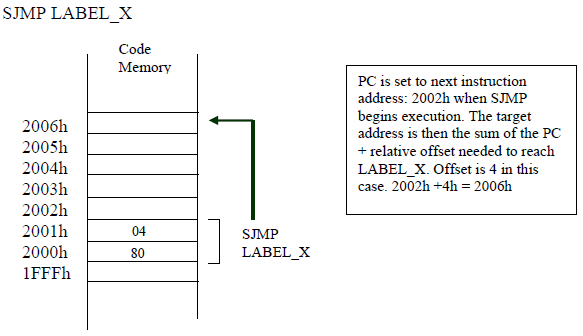 SJMP LABEL_X
Code
Memory
2006h
2005h
2004h
2003h
2002h
2001h 04
2000h 80
1FFFh
SJMP
LABEL_X
PC is set to next instruction
address: 2002h when SJMP
begins execution. The target
address is then the sum of the PC
+ relative offset needed to reach
LABEL_X. Offset is 4 in this
case. 2002h +4h = 2006h